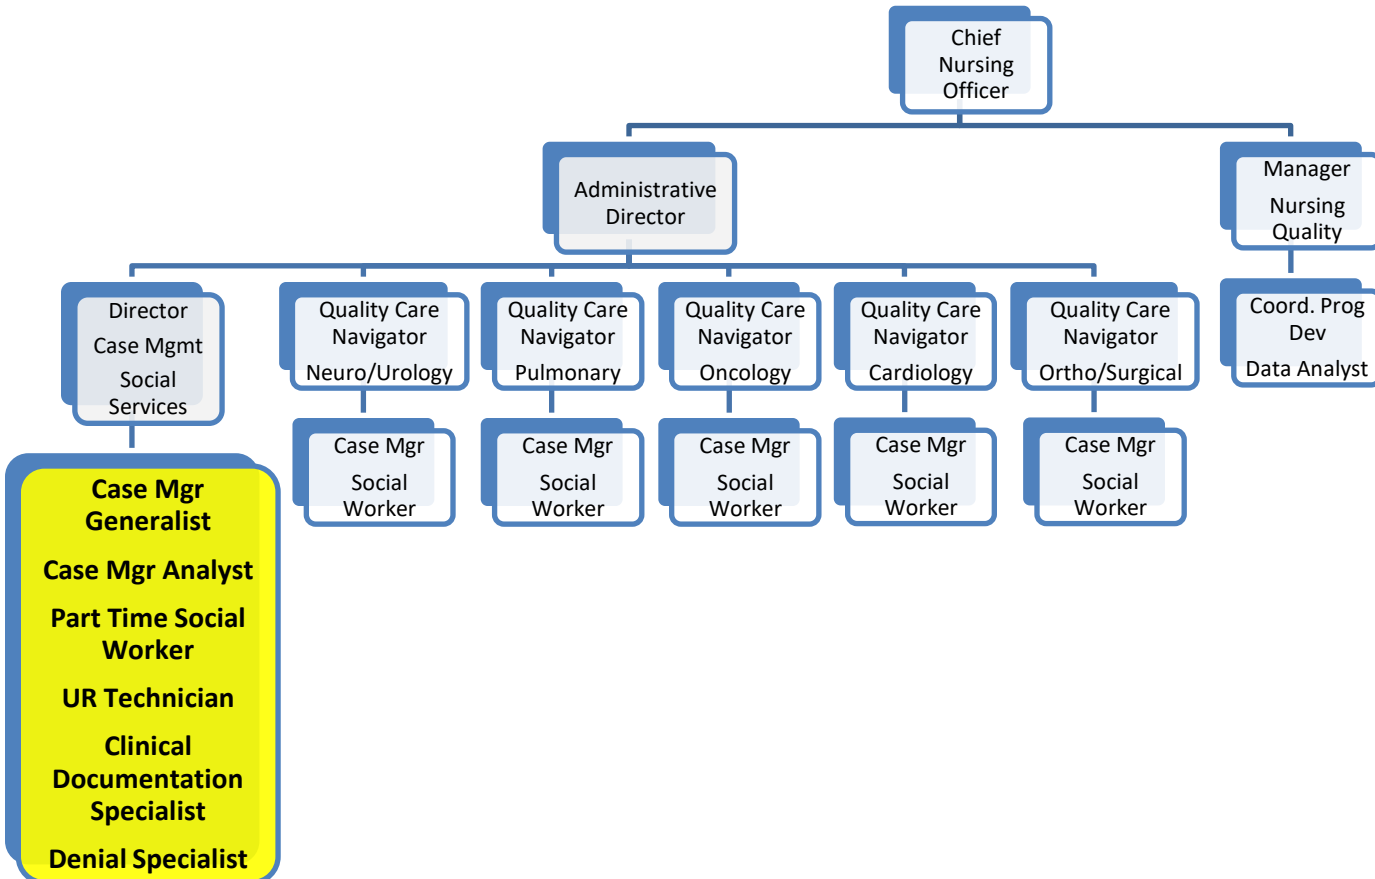 Chief
Nursing
Officer
Administrative
Director
Manager
Nursing
Quality
Director
Case Mgmt
Social
Services
Quality Care
Navigator
Neuro/Urology
Quality Care
Navigator
Pulmonary
Quality Care
Navigator
Oncology
Quality Care
Navigator
Cardiology
Quality Care
Navigator
Ortho/Surgical
Coord. Prog
Dev
Data Analyst
Case Mgr
Generalist
Case Mgr Analyst
Part Time Social
Worker
UR Technician
Clinical
Documentation
Specialist
Denial Specialist
Case Mgr
Social
Worker
Case Mgr
Social
Worker
Case Mgr
Social
Worker
Case Mgr
Social
Worker
Case Mgr
Social
Worker